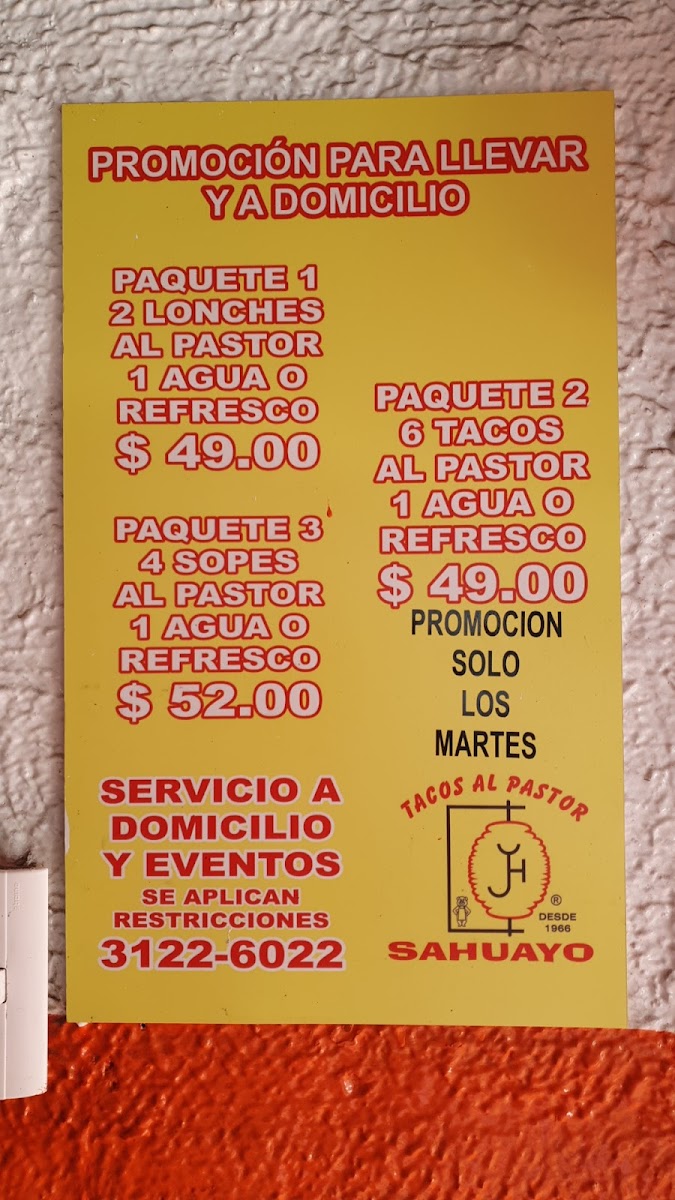 PROMOCIÓN PARA LLEVAR
Y A DOMICILIO
PAQUETE 1
2 LONCHES
AL PASTOR
1 AGUA O
REFRESCO
$ 49.00
PAQUETE 2
6 TACOS
AL PASTOR
1 AGUA O
REFRESCO
$ 49.00
PROMOCION
SOLO
LOS
MARTES
PAQUETE 3
4 SOPES
AL PASTOR
1 AGUA O
REFRESCO
$ 52.00
SERVICIO A
DOMICILIO
Y EVENTOS
SE APLICAN
RESTRICCIONES
3122-6022
TACOS AL PASTOR
JH
®
DESDE
1966
SAHUAYO